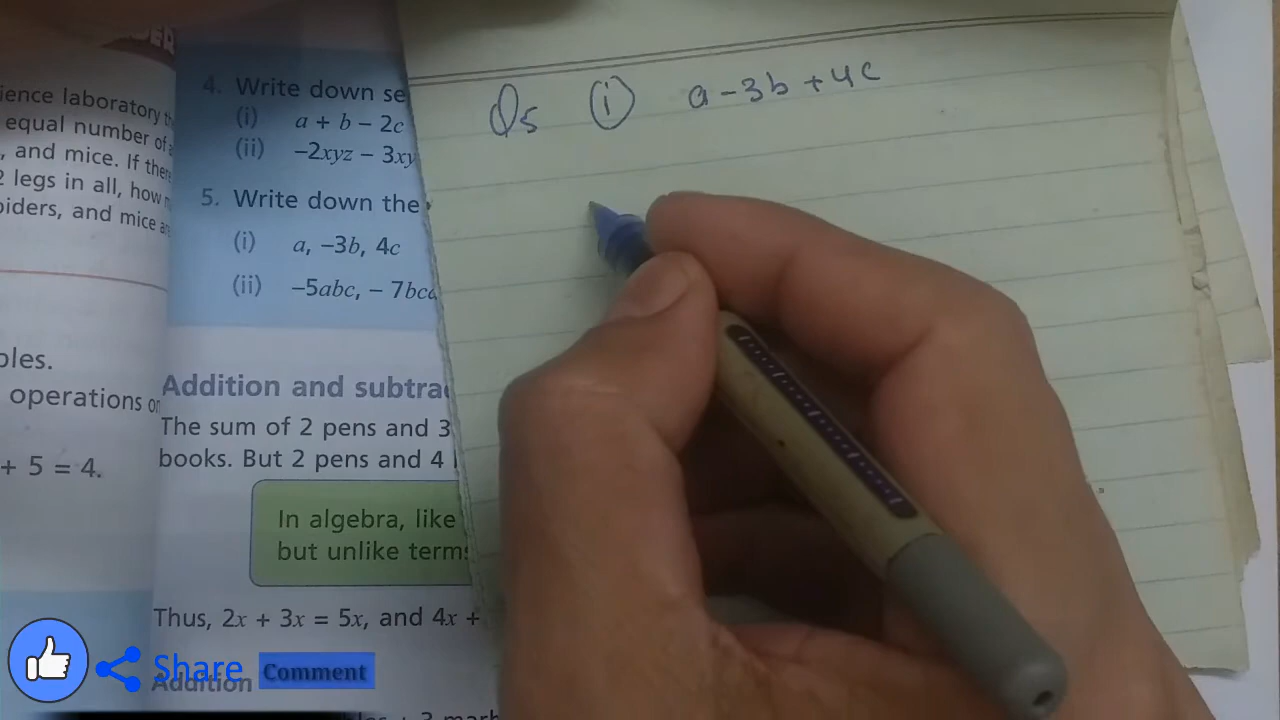 ience laboratory
equal number of
, and mice. If
2 legs in all, how
piders, and mice
ples.
operations
+ 5 = 4.
4. Write down se
(i) a + b − 2c
(ii) −2xyz − 3xy
5. Write down the
(i) a, −3b, 4c
(ii) −5abc, − 7bc
Addition and subtra
The sum of 2 pens and 3
books. But 2 pens and 4
In algebra, like
but unlike terms
Thus, 2x + 3x = 5x, and 4x +
Addition
Q5 (i) a - 3b + 4c
Share Comment